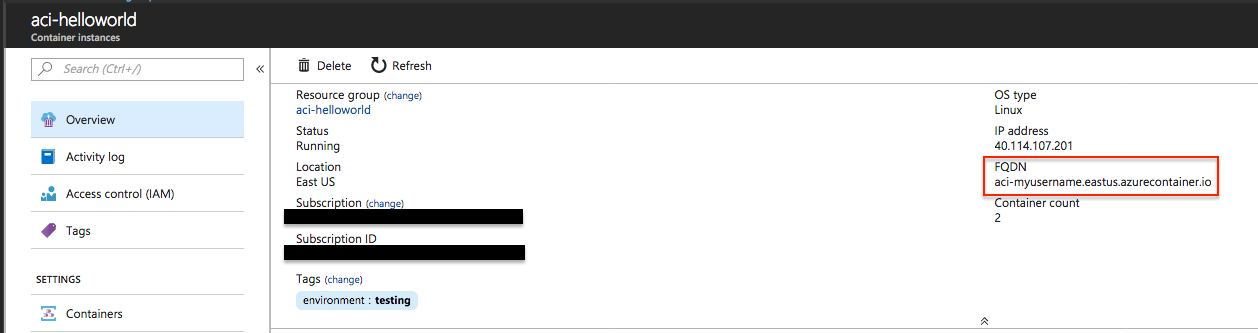 aci-helloworld
Container instances
Search (Ctrl+/)
«
Delete
Refresh
Overview
Activity log
Access control (IAM)
Tags
SETTINGS
Containers
Resource group (change)
aci-helloworld
Status
Running
Location
East US
Subscription (change)
Subscription ID
Tags (change)
environment : testing
OS type
Linux
IP address
40.114.107.201
FQDN
aci-myusername.eastus.azurecontainer.io
Container count
2